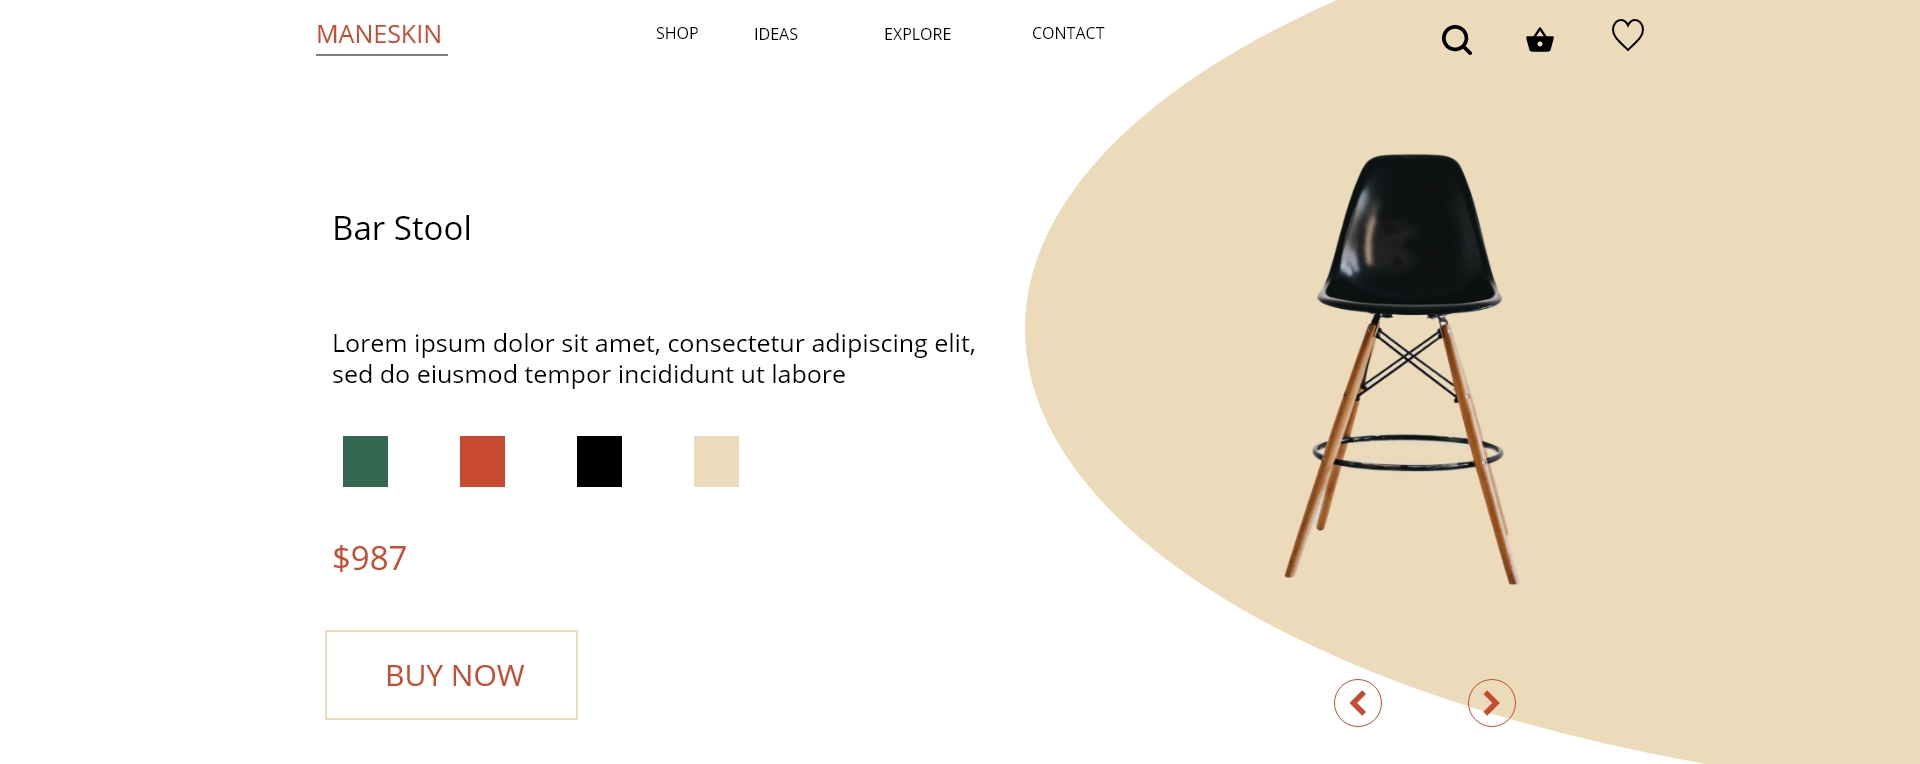 MANESKIN
SHOP
IDEAS
EXPLORE
CONTACT
Bar Stool
Lorem ipsum dolor sit amet, consectetur adipiscing elit,
sed do eiusmod tempor incididunt ut labore
$987
BUY NOW